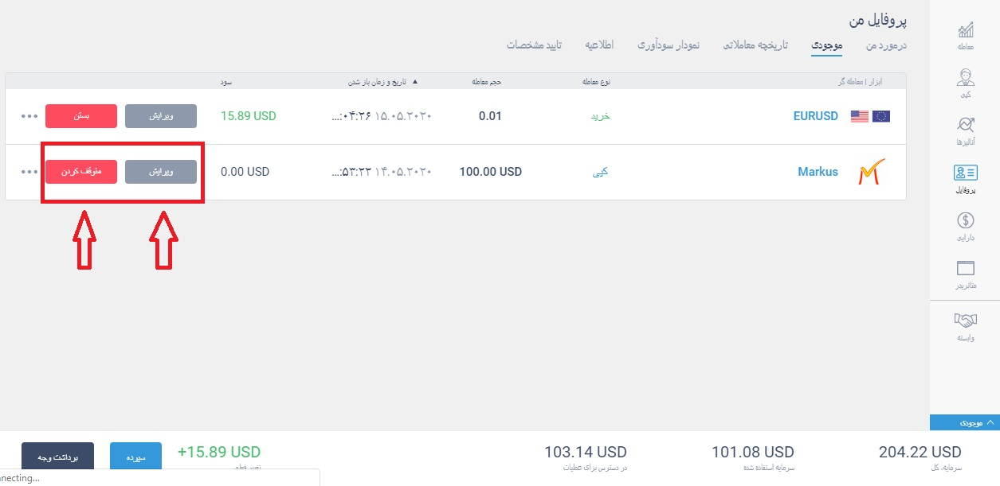 پروفایل من
درمورد من
موجودی
تاریخچه معاملاتی
نمودار سودآوری
اطلاعیه
تایید مشخصات
ابزار | معامله گر
نوع معامله
حجم معامله
تاریخ و زمان باز شدن ▲
سود
EURUSD
خرید
0.01
۱۵.۰۵.۲۰۲۰ ۰۴:۲۶:...
15.89 USD
ویرایش
بستن
Markus
کپی
100.00 USD
۱۴.۰۵.۲۰۲۰ ۵۳:۲۲:...
0.00 USD
ویرایش
متوقف کردن
معامله
کپی
آنالیزها
پروفایل
دارایی
متاتریدر
وابسته
موجودی
204.22 USD
سرمایه، کل
101.08 USD
سرمایه استفاده شده
103.14 USD
در دسترس برای عملیات
+15.89 USD
سپرده
برداشت وجه
necting...